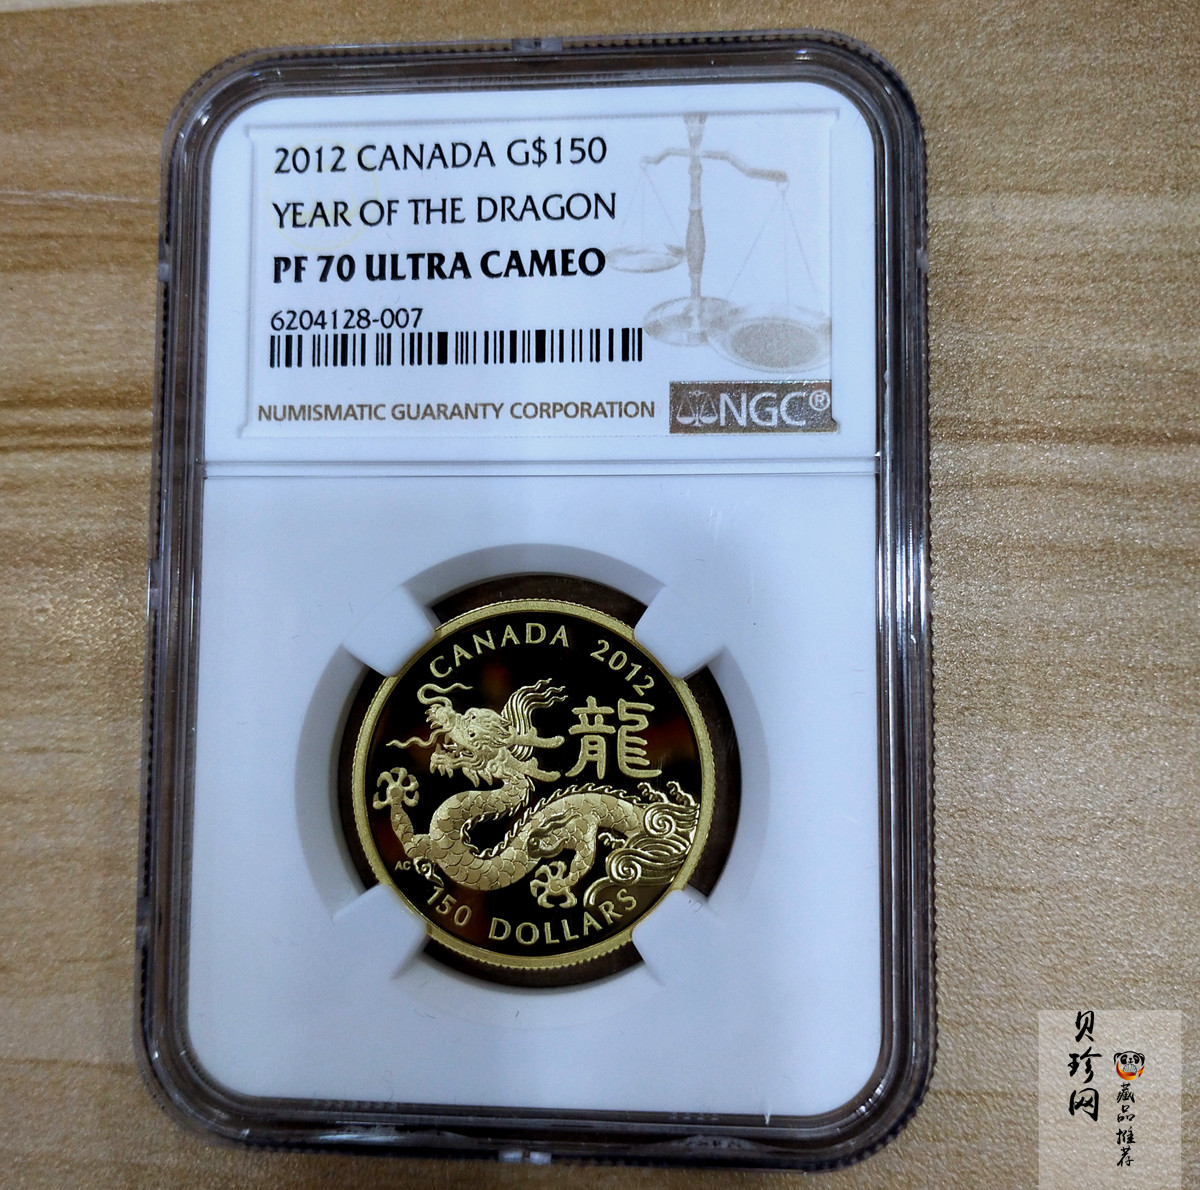 2012 CANADA G$150
YEAR OF THE DRAGON
PF 70 ULTRA CAMEO
6204128-007
NUMISMATIC GUARANTY CORPORATION
NGC®
CANADA 2012
龍
AC
150 DOLLARS
贝珍网
藏品推荐